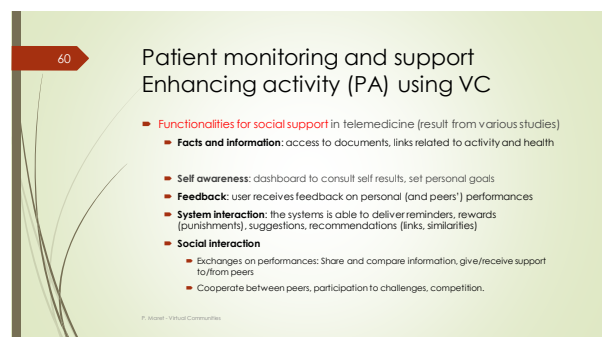 60
Patient monitoring and support
Enhancing activity (PA) using VC
Functionalities for social support in telemedicine (result from various studies)
Facts and information: access to documents, links related to activity and health
Self awareness: dashboard to consult self results, set personal goals
Feedback: user receives feedback on personal (and peers') performances
System interaction: the systems is able to deliver reminders, rewards
(punishments), suggestions, recommendations (links, similarities)
Social interaction
Exchanges on performances: Share and compare information, give/receive support
to/from peers
Cooperate between peers, participation to challenges, competition.
P. Moret - Virtual Communities